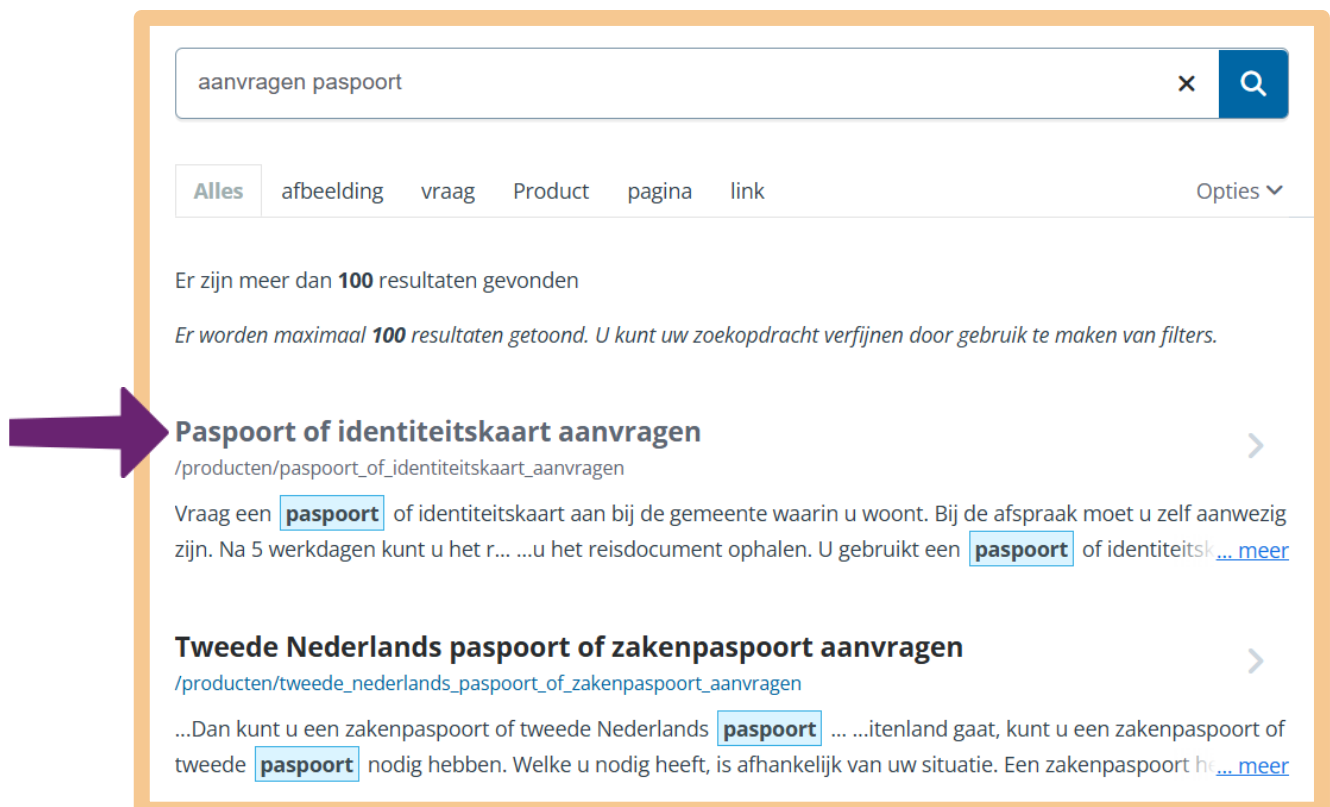 aanvragen paspoort
Alles afbeelding vraag Product pagina link Opties
Er zijn meer dan 100 resultaten gevonden
Er worden maximaal 100 resultaten getoond. U kunt uw zoekopdracht verfijnen door gebruik te maken van filters.
Paspoort of identiteitskaart aanvragen
/producten/paspoort_of_identiteitskaart_aanvragen
Vraag een paspoort of identiteitskaart aan bij de gemeente waarin u woont. Bij de afspraak moet u zelf aanwezig
zijn. Na 5 werkdagen kunt u het r... ...u het reisdocument ophalen. U gebruikt een paspoort of identiteitsk... meer
Tweede Nederlands paspoort of zakenpaspoort aanvragen
/producten/tweede_nederlands_paspoort_of_zakenpaspoort_aanvragen
...Dan kunt u een zakenpaspoort of tweede Nederlands paspoort ... ...itenland gaat, kunt u een zakenpaspoort of
tweede paspoort nodig hebben. Welke u nodig heeft, is afhankelijk van uw situatie. Een zakenpaspoort he... meer